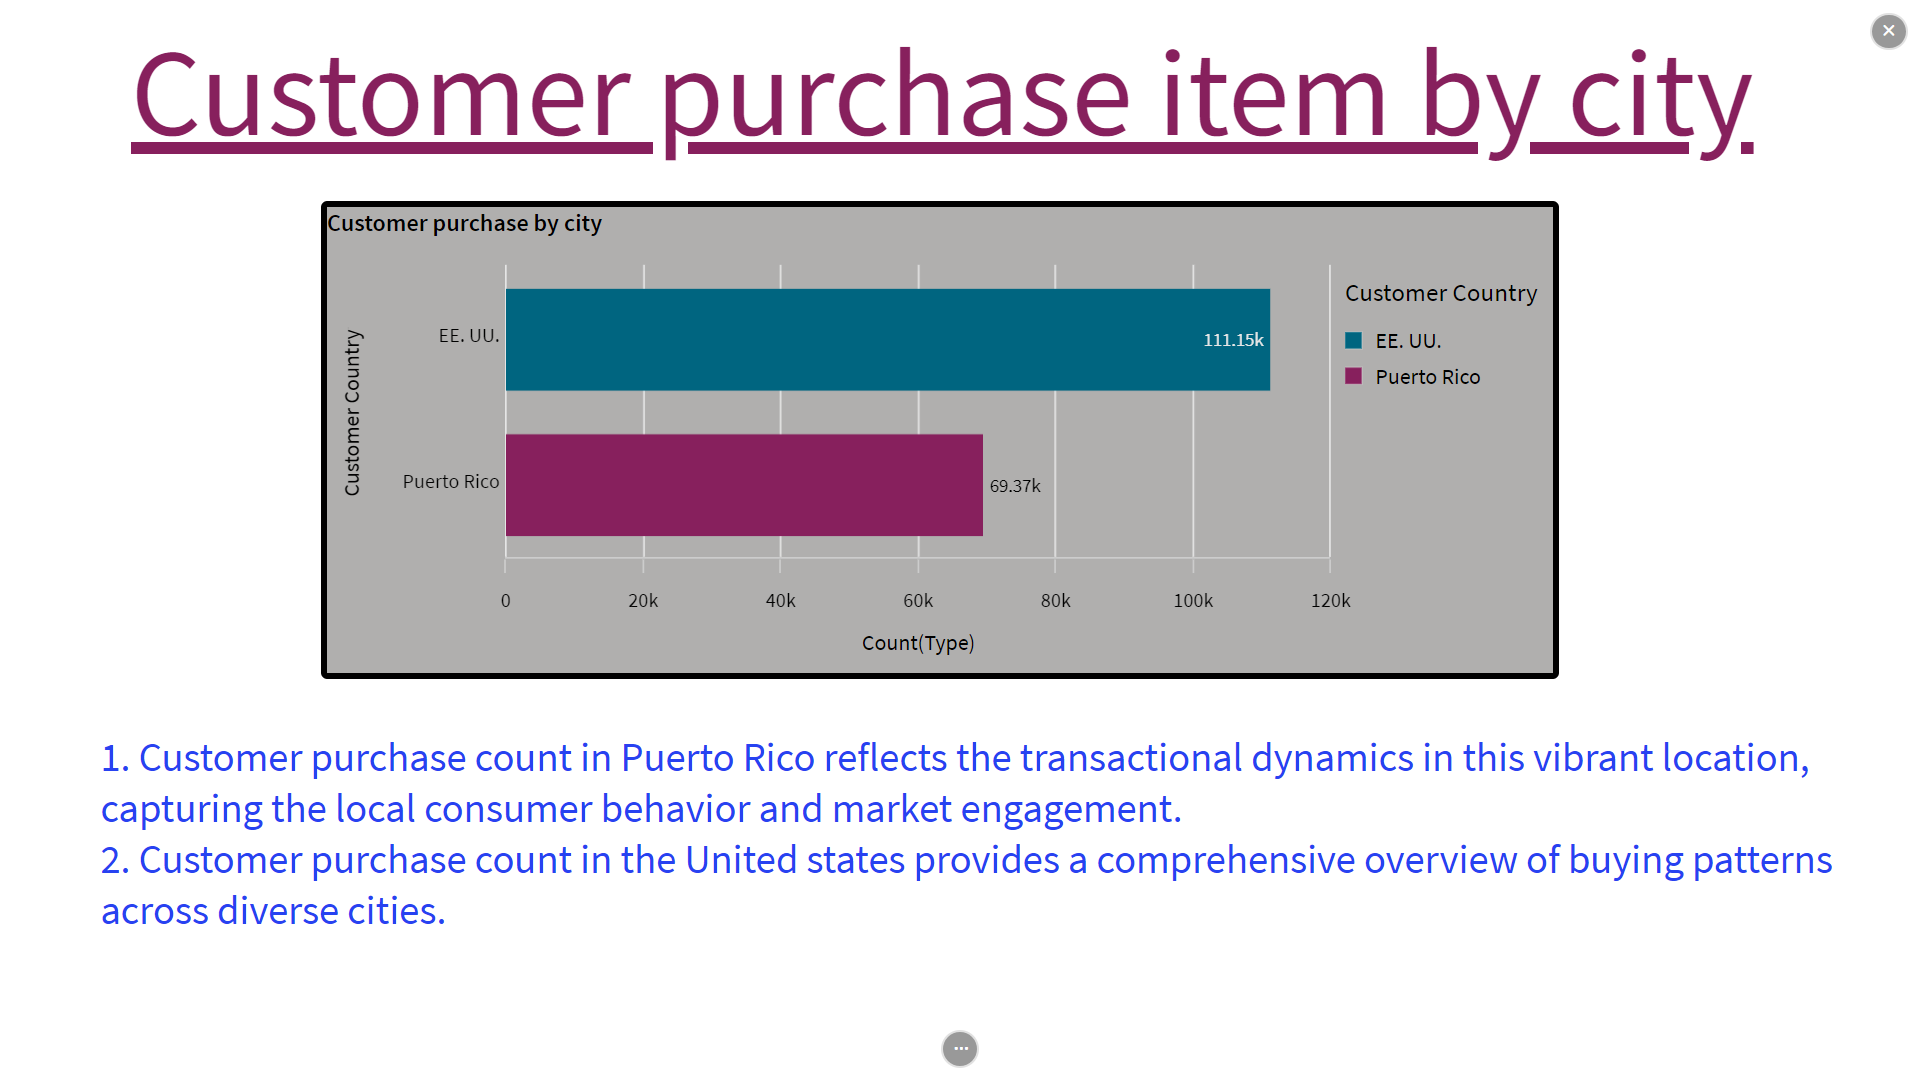 Customer purchase item by city
Customer purchase by city
Customer Country
EE. UU.
Puerto Rico
111.15k
69.37k
0 20k 40k 60k 80k 100k 120k
Count(Type)
Customer Country
EE. UU.
Puerto Rico
1. Customer purchase count in Puerto Rico reflects the transactional dynamics in this vibrant location,
capturing the local consumer behavior and market engagement.
2. Customer purchase count in the United states provides a comprehensive overview of buying patterns
across diverse cities.